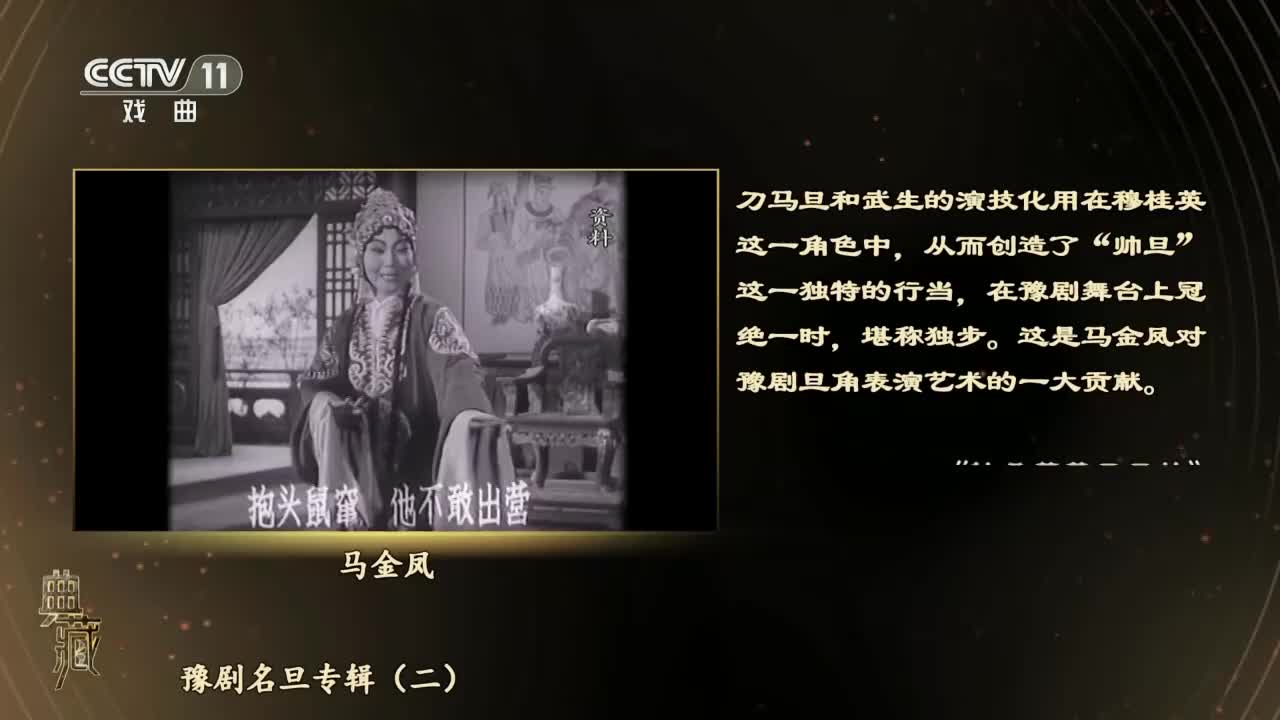 CCTV 11
戏 曲
资料
抱头鼠窜 他不敢出营
马金凤
刀马旦和武生的演技化用在穆桂英
这一角色中，从而创造了“帅旦”
这一独特的行当，在豫剧舞台上冠
绝一时，堪称独步。这是马金凤对
豫剧旦角表演艺术的一大贡献。
典藏
豫剧名旦专辑（二）